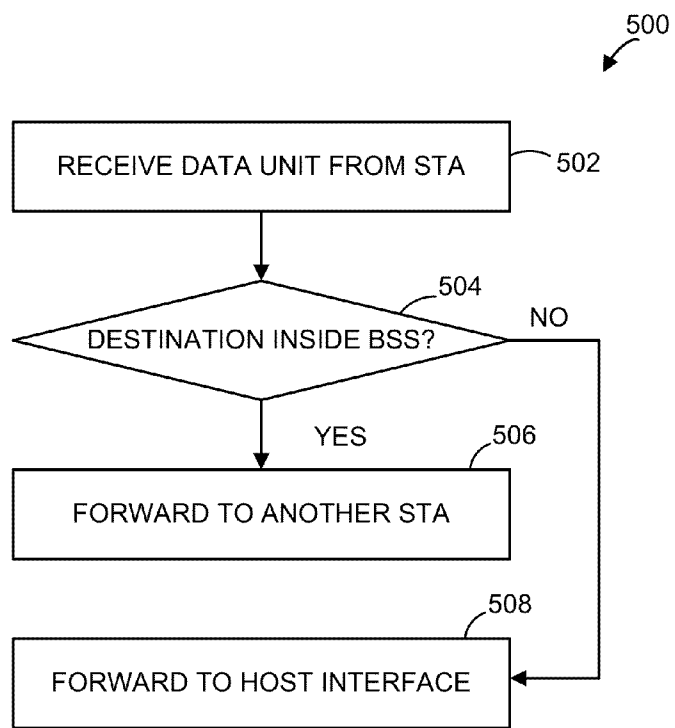 500
RECEIVE DATA UNIT FROM STA
502
504
DESTINATION INSIDE BSS?
NO
YES
506
FORWARD TO ANOTHER STA
508
FORWARD TO HOST INTERFACE